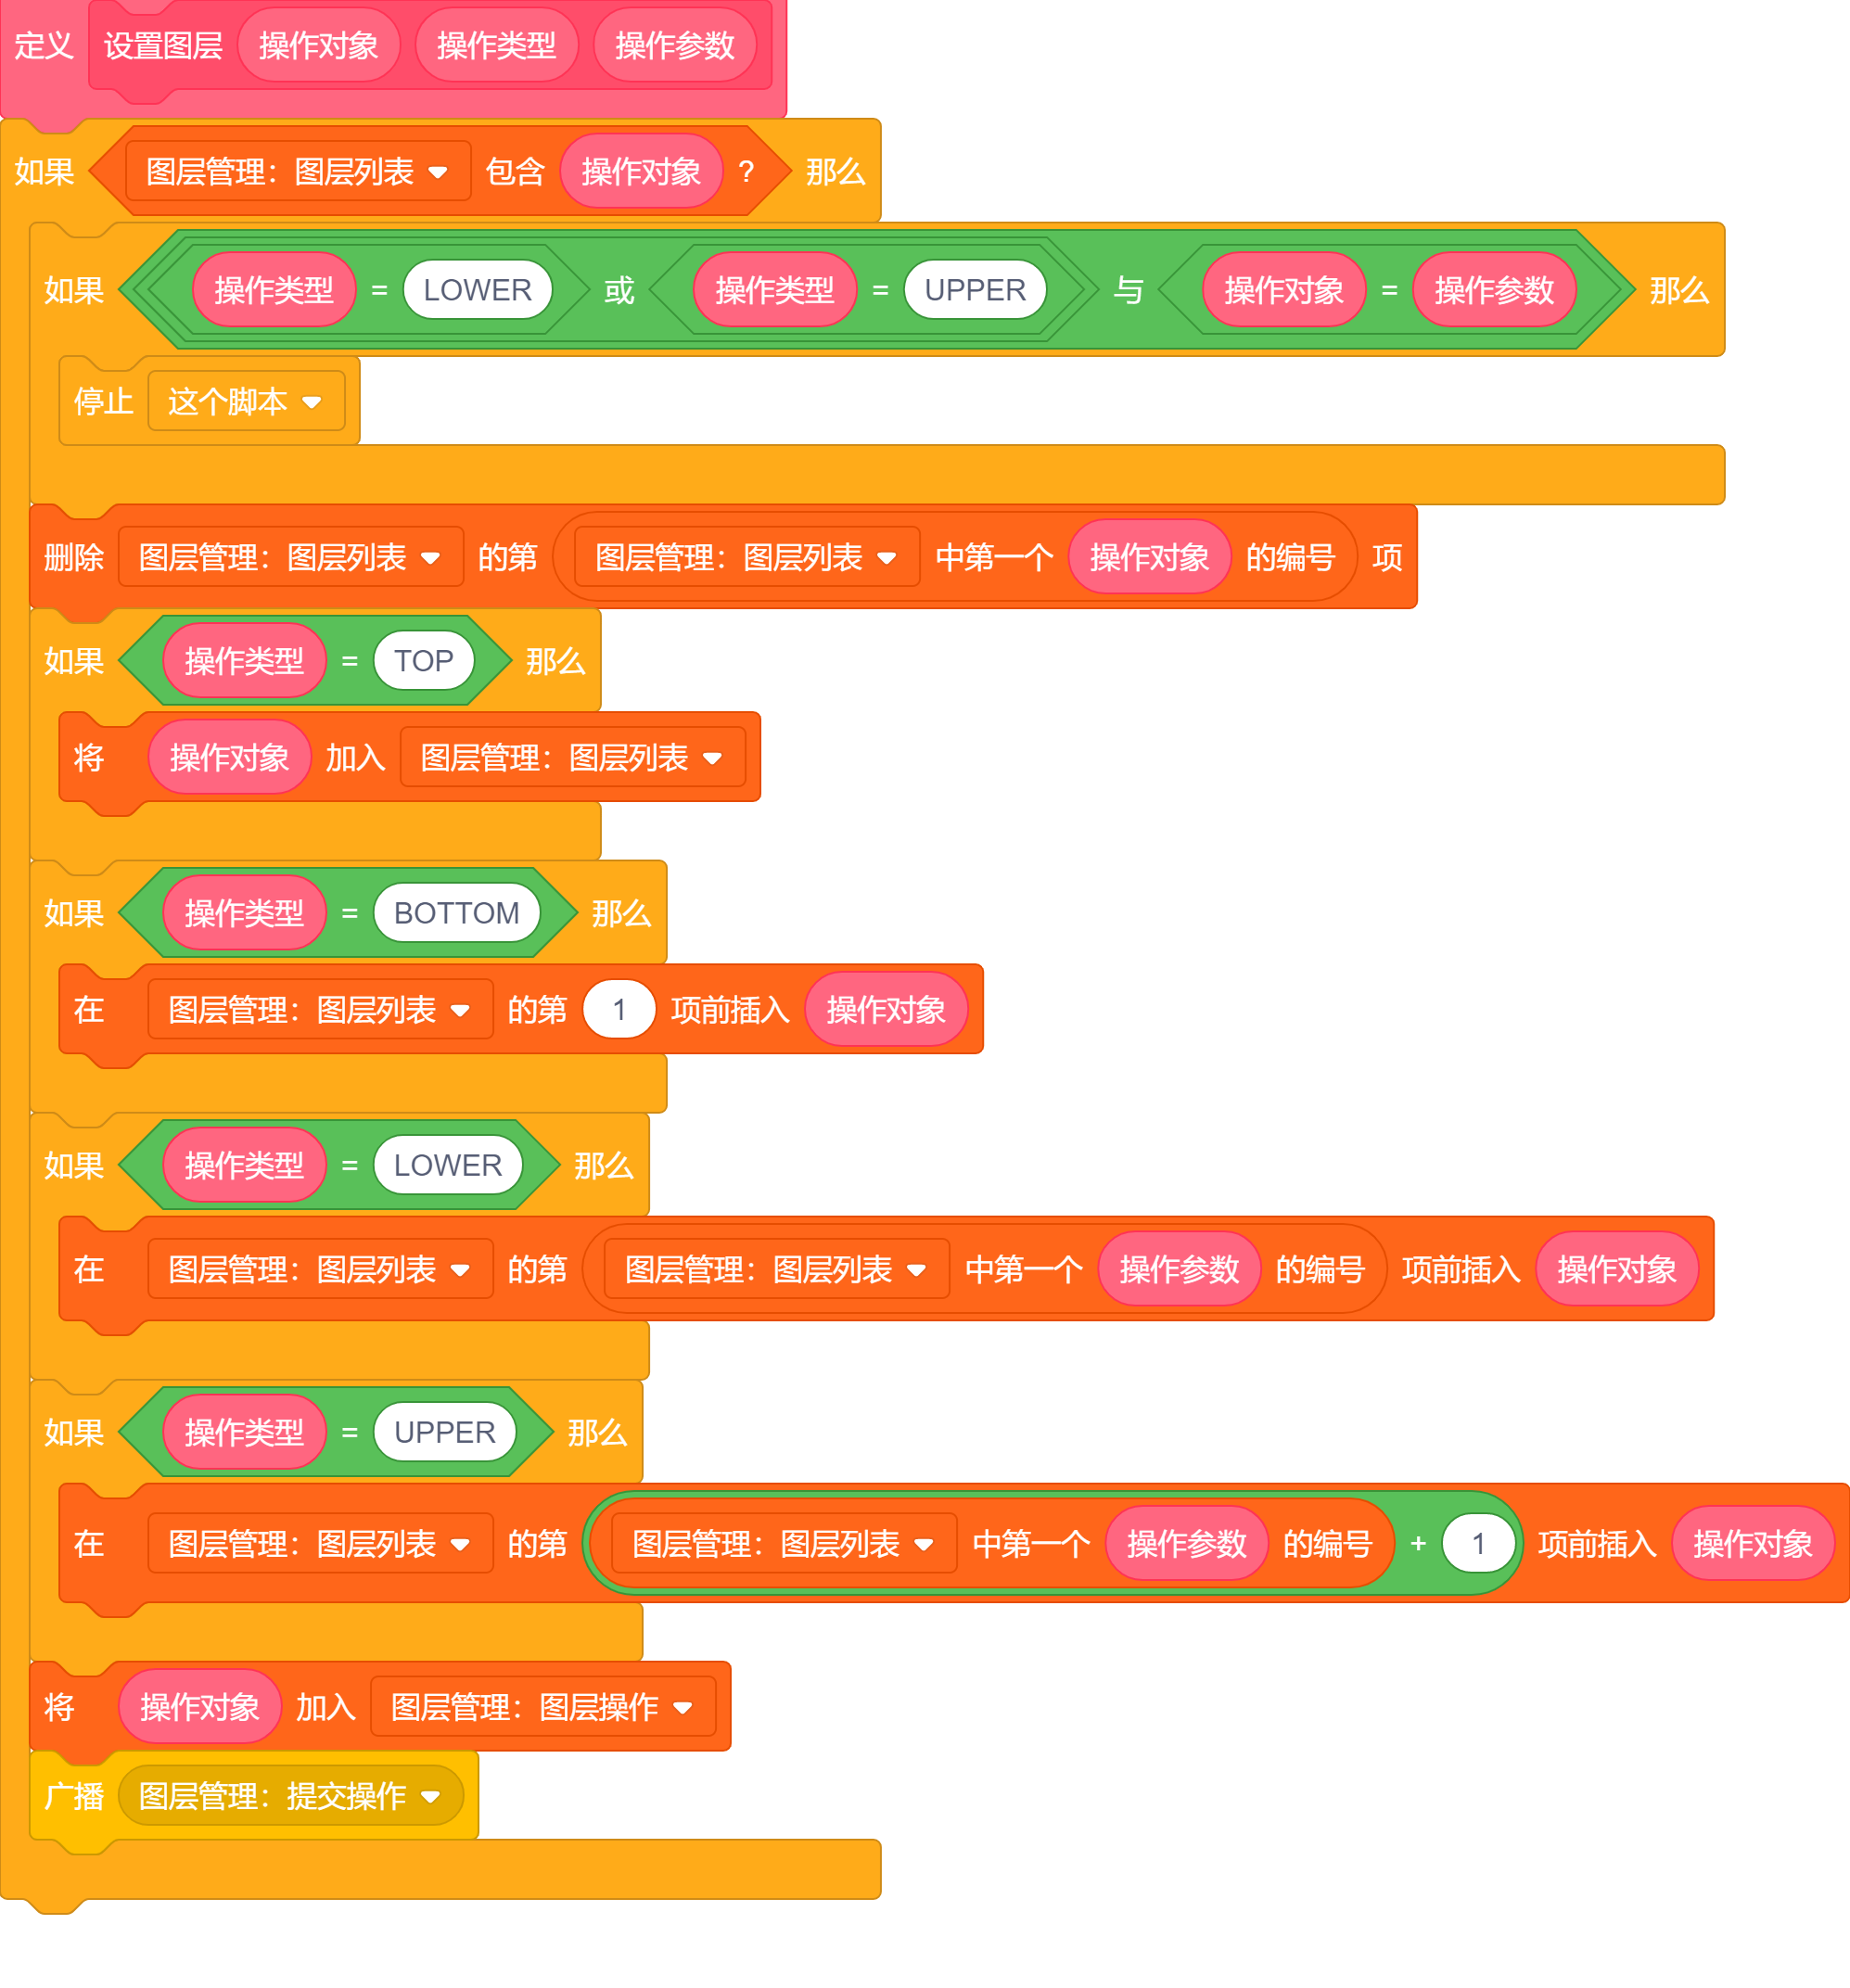 定义 设置图层 操作对象 操作类型 操作参数
如果 图层管理：图层列表 包含 操作对象 ? 那么
如果 操作类型 = LOWER 或 操作类型 = UPPER 与 操作对象 = 操作参数 那么
停止 这个脚本
删除 图层管理：图层列表 的第 图层管理：图层列表 中第一个 操作对象 的编号 项
如果 操作类型 = TOP 那么
将 操作对象 加入 图层管理：图层列表
如果 操作类型 = BOTTOM 那么
在 图层管理：图层列表 的第 1 项前插入 操作对象
如果 操作类型 = LOWER 那么
在 图层管理：图层列表 的第 图层管理：图层列表 中第一个 操作参数 的编号 项前插入 操作对象
如果 操作类型 = UPPER 那么
在 图层管理：图层列表 的第 图层管理：图层列表 中第一个 操作参数 的编号 + 1 项前插入 操作对象
将 操作对象 加入 图层管理：图层操作
广播 图层管理：提交操作